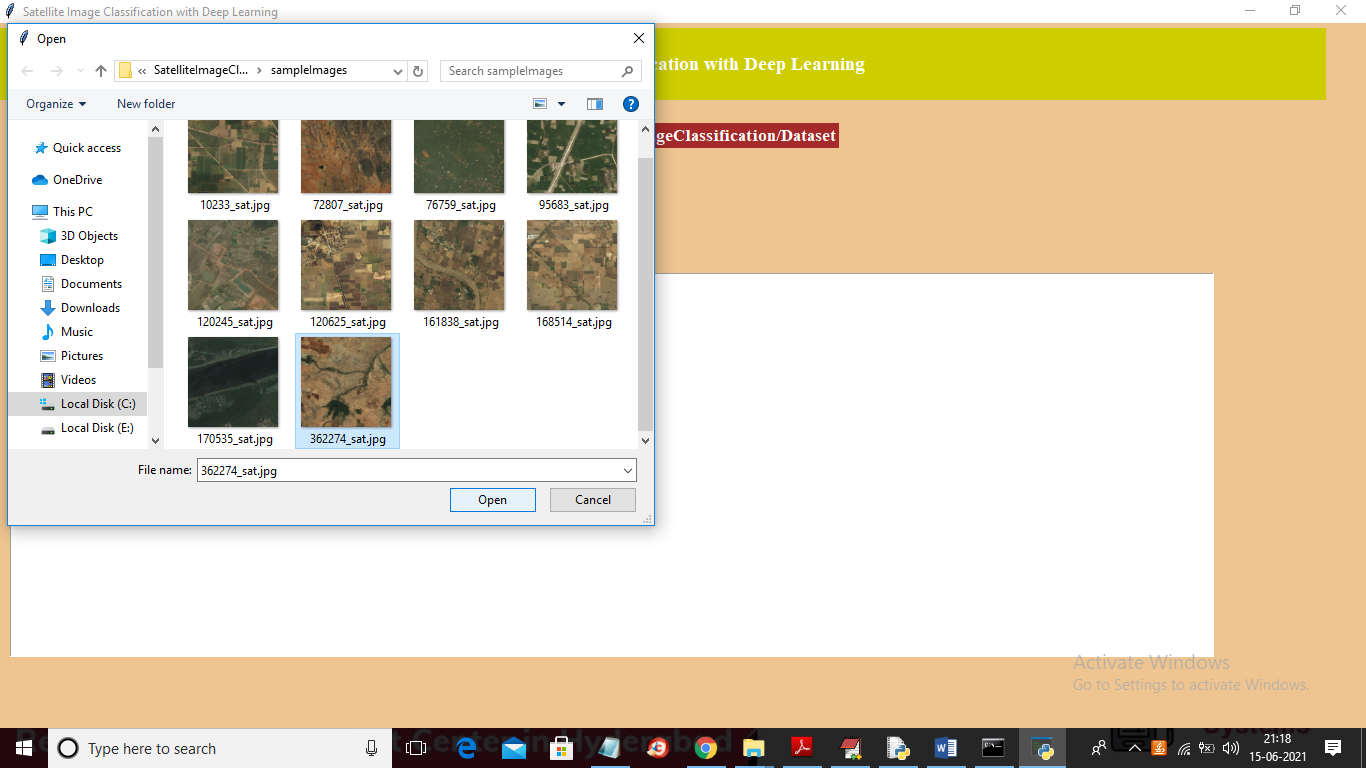 Satellite Image Classification with Deep Learning
Open
« SatelliteImageCl... › sampleImages
Search sampleImages
ication with Deep Learning
Organize
New folder
geClassification/Dataset
Quick access
OneDrive
This PC
3D Objects
Desktop
Documents
Downloads
Music
Pictures
Videos
Local Disk (C:)
Local Disk (E:)
10233_sat.jpg
72807_sat.jpg
76759_sat.jpg
95683_sat.jpg
120245_sat.jpg
120625_sat.jpg
161838_sat.jpg
168514_sat.jpg
170535_sat.jpg
362274_sat.jpg
File name: 362274_sat.jpg
Open
Cancel
Activate Windows
Go to Settings to activate Windows.
Type here to search
21:18
15-06-2021